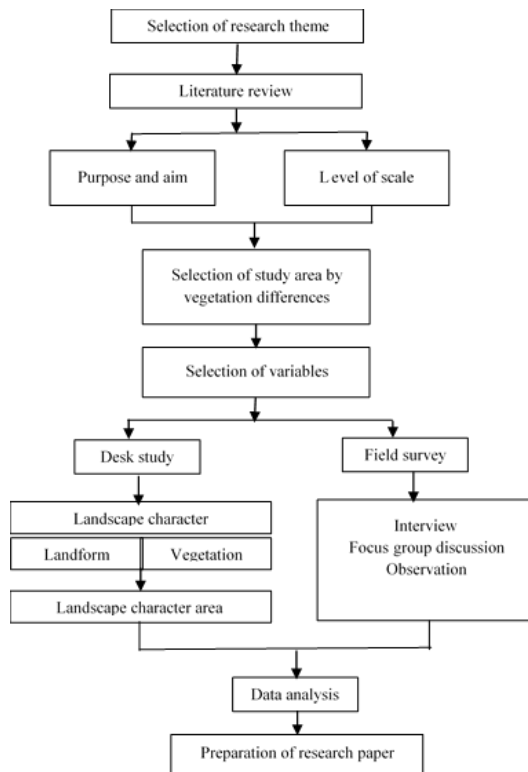 Selection of research theme
Literature review
Purpose and aim
Level of scale
Selection of study area by
vegetation differences
Selection of variables
Desk study
Field survey
Landscape character
Landform
Vegetation
Landscape character area
Interview
Focus group discussion
Observation
Data analysis
Preparation of research paper